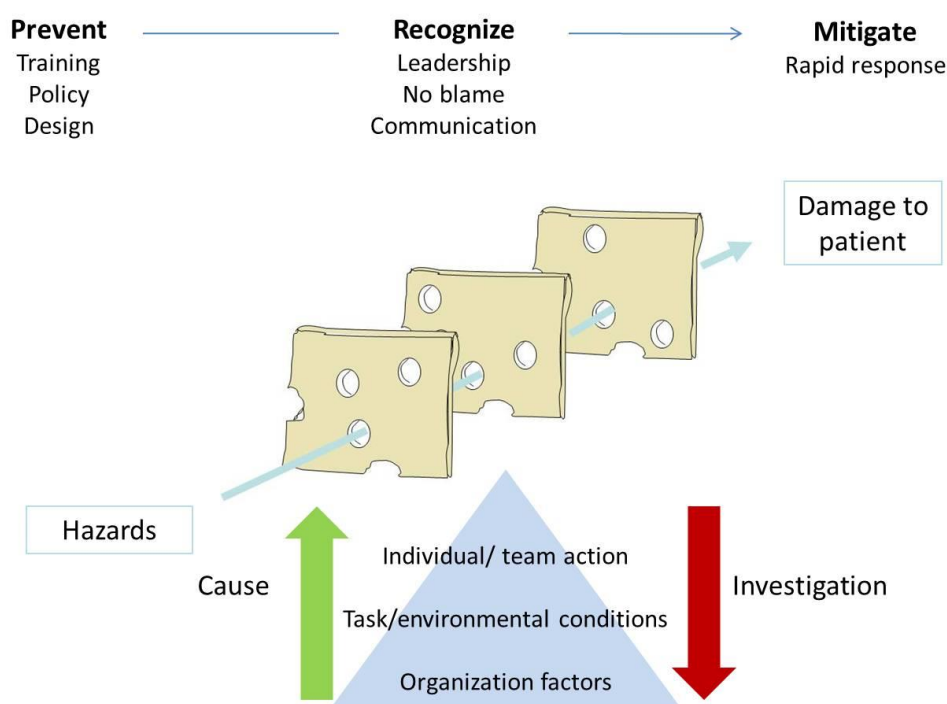 Prevent
Training
Policy
Design
Recognize
Leadership
No blame
Communication
Mitigate
Rapid response
Damage to
patient
Hazards
Cause
Individual/ team action
Task/environmental conditions
Organization factors
Investigation